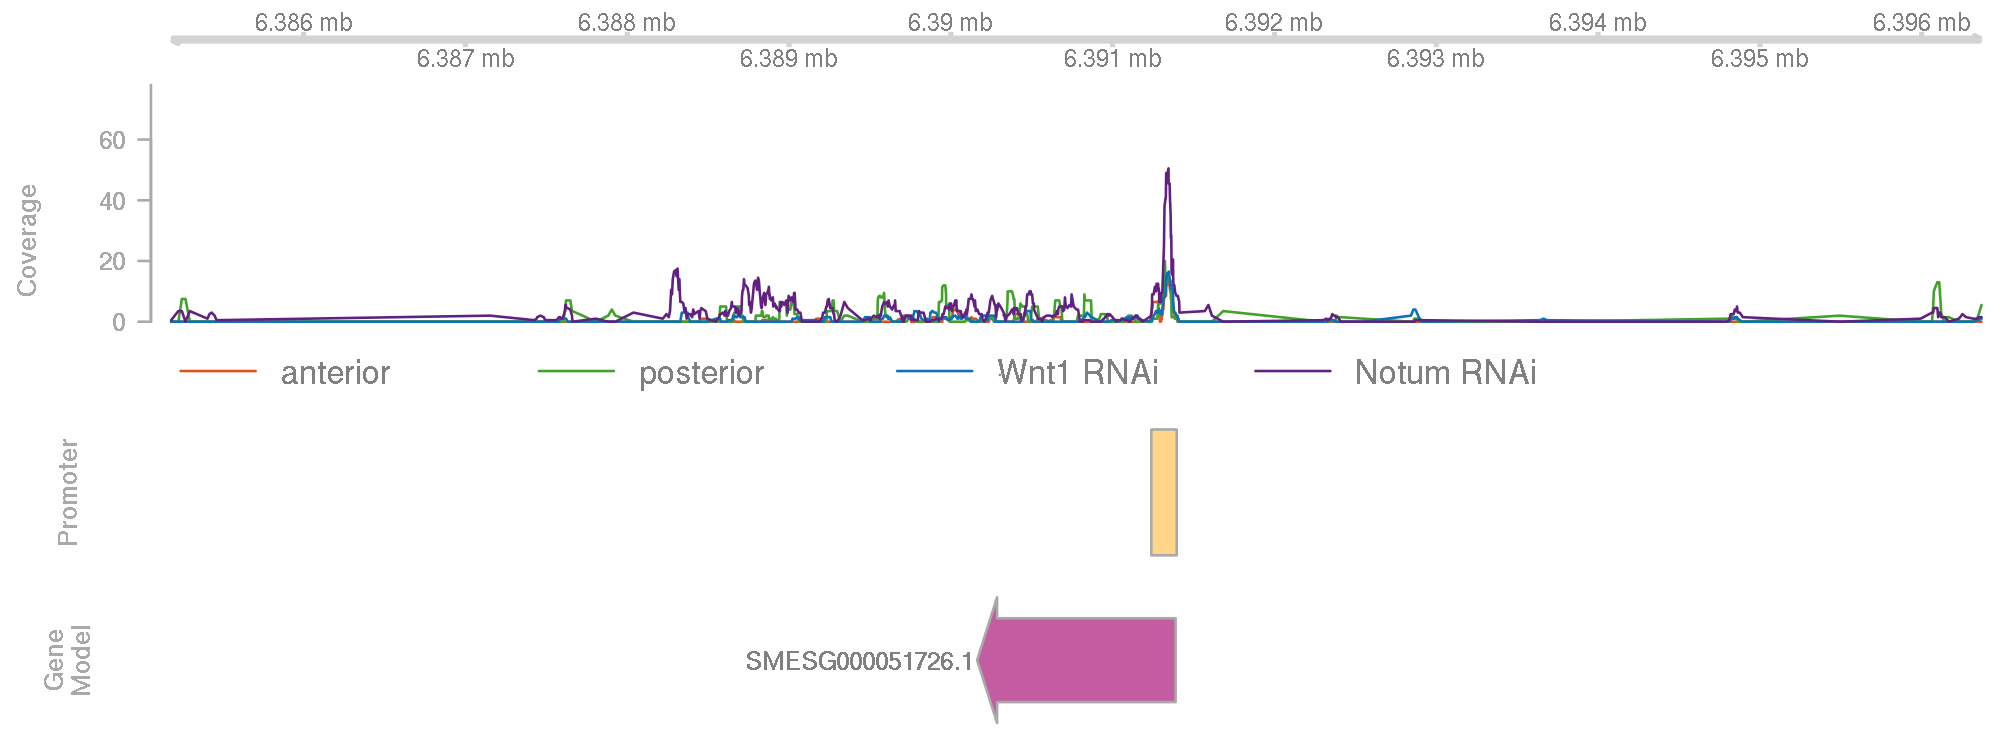 6.386 mb 6.388 mb 6.39 mb 6.392 mb 6.394 mb 6.396 mb
6.387 mb 6.389 mb 6.391 mb 6.393 mb 6.395 mb
Coverage
60
40
20
0
anterior posterior Wnt1 RNAi Notum RNAi
Promoter
Gene
Model
SMESG000051726.1